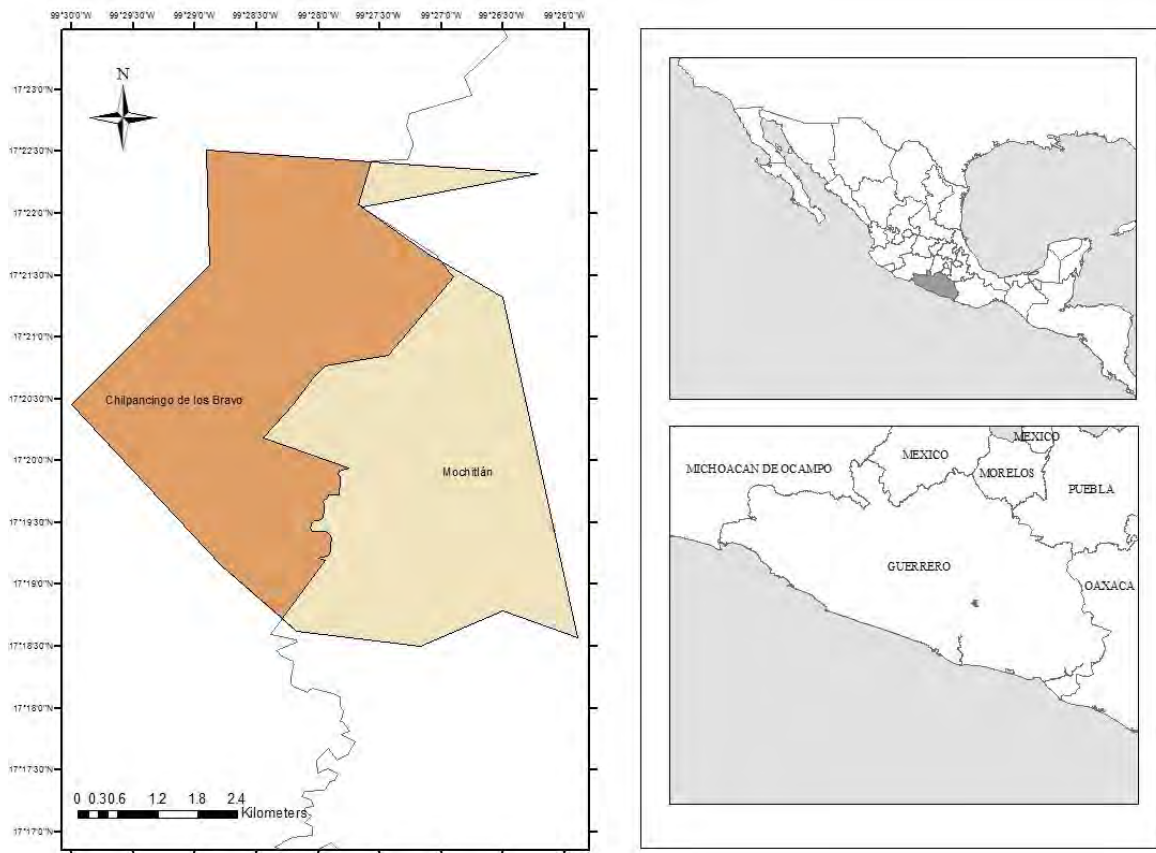 99°30'0"W 99°29'30"W 99°29'0"W 99°28'30"W 99°28'0"W 99°27'30"W 99°27'0"W 99°26'30"W 99°26'0"W
N
17°23'0"N
17°22'30"N
17°22'0"N
17°21'30"N
17°21'0"N
17°20'30"N
Chilpancingo de los Bravo
17°20'0"N
Mochitlán
17°19'30"N
17°19'0"N
17°18'30"N
17°18'0"N
17°17'30"N
0 0.30.6 1.2 1.8 2.4
Kilometers
17°17'0"N
MEXICO
MICHOACAN DE OCAMPO
MEXICO
MORELOS
PUEBLA
GUERRERO
OAXACA